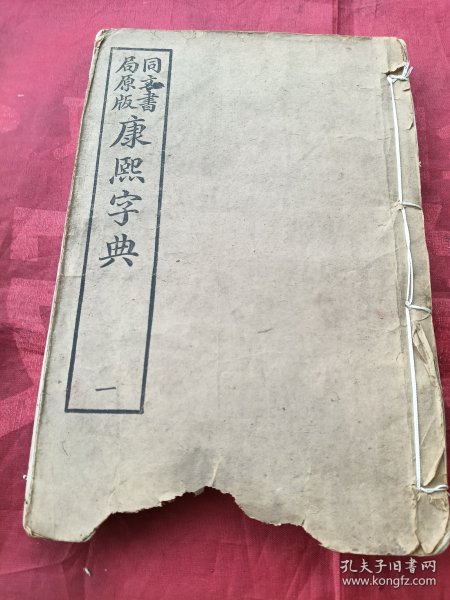 同文書
局原版
康熙字典
一
孔夫子旧书网
www.kongfz.com